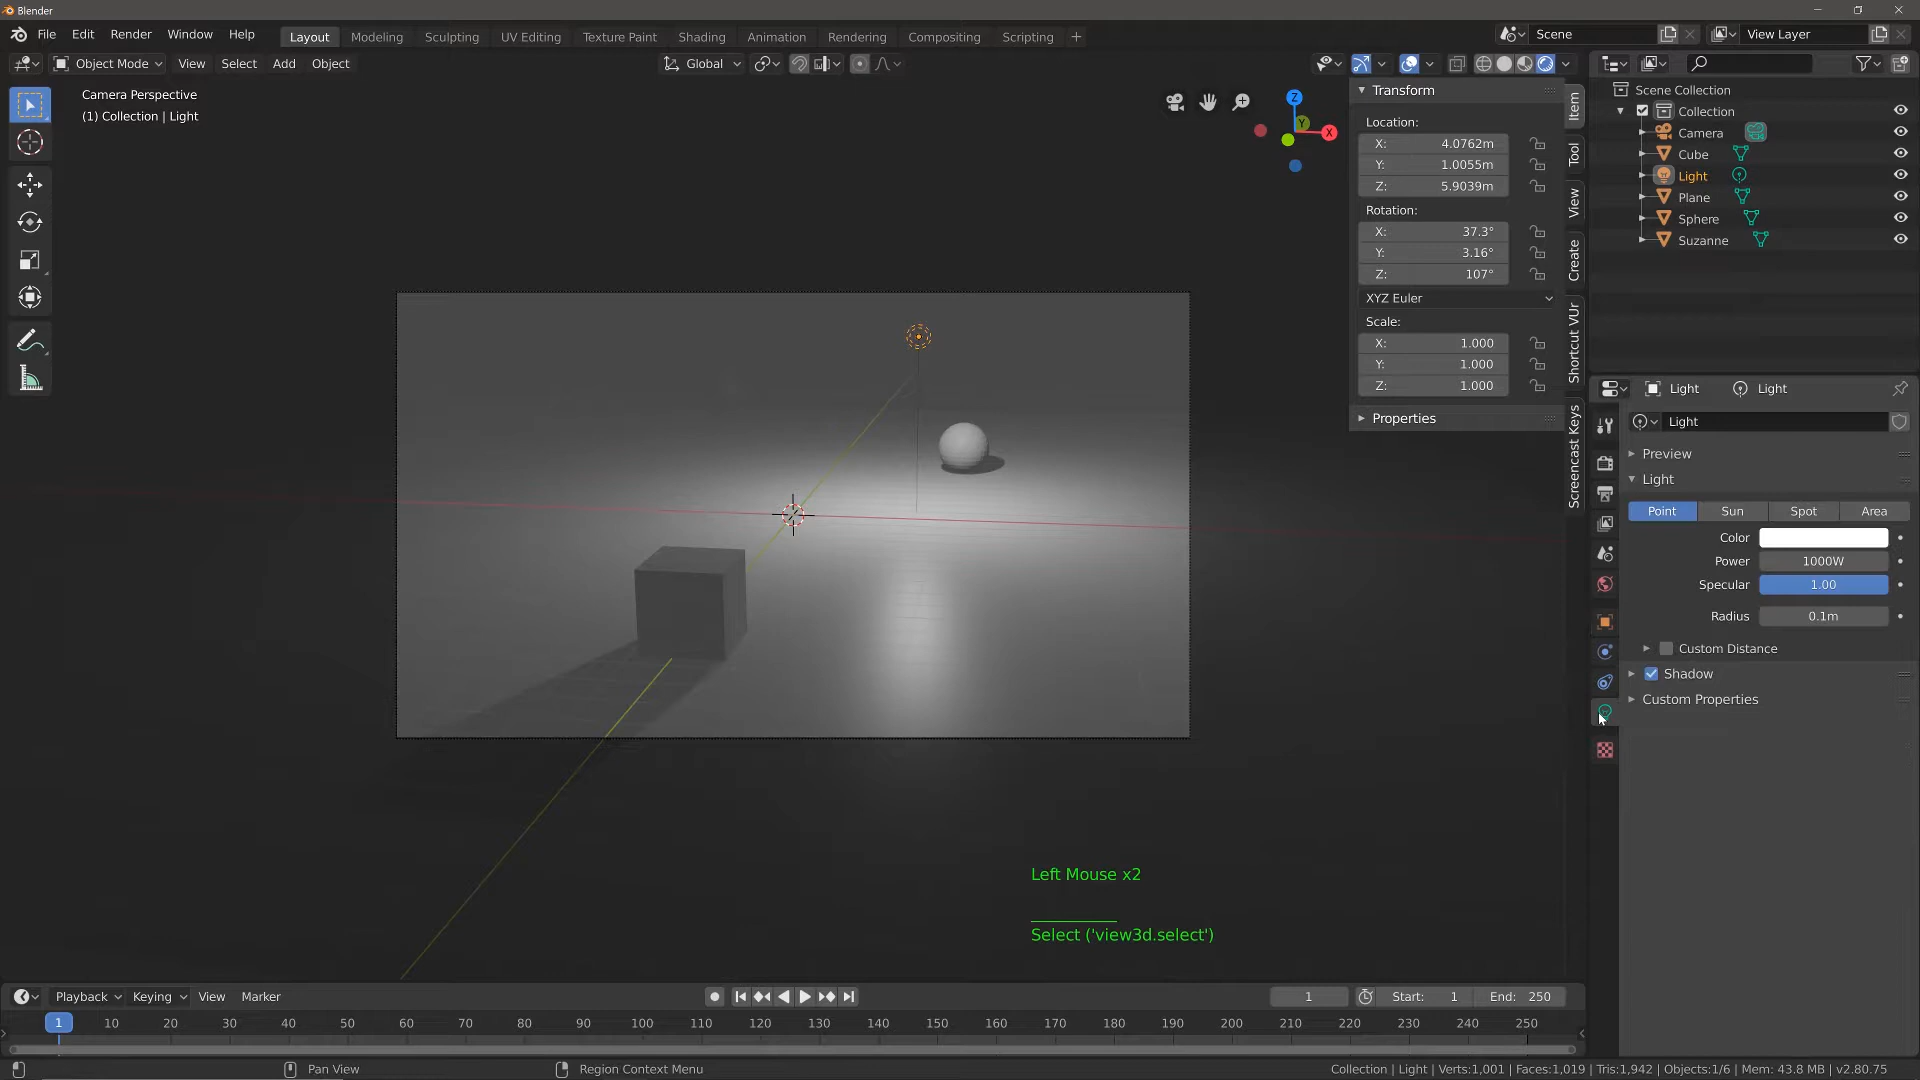 Blender
File Edit Render Window Help Layout Modeling Sculpting UV Editing Texture Paint Shading Animation Rendering Compositing Scripting + Scene View Layer
Object Mode View Select Add Object Global
Camera Perspective
(1) Collection | Light
Z
Y
X
Transform
Location:
X: 4.0762m
Y: 1.0055m
Z: 5.9039m
Rotation:
X: 37.3°
Y: 3.16°
Z: 107°
XYZ Euler
Scale:
X: 1.000
Y: 1.000
Z: 1.000
Properties
Item
Tool
View
Create
Shortcut VUr
Screencast Keys
Scene Collection
Collection
Camera
Cube
Light
Plane
Sphere
Suzanne
Light Light
Light
Preview
Light
Point Sun Spot Area
Color
Power 1000W
Specular 1.00
Radius 0.1m
Custom Distance
Shadow
Custom Properties
Left Mouse x2
Select ('view3d.select')
Playback Keying View Marker 1 Start: 1 End: 250
1 10 20 30 40 50 60 70 80 90 100 110 120 130 140 150 160 170 180 190 200 210 220 230 240 250
Pan View Region Context Menu Collection | Light | Verts:1,001 | Faces:1,019 | Tris:1,942 | Objects:1/6 | Mem: 43.8 MB | v2.80.75